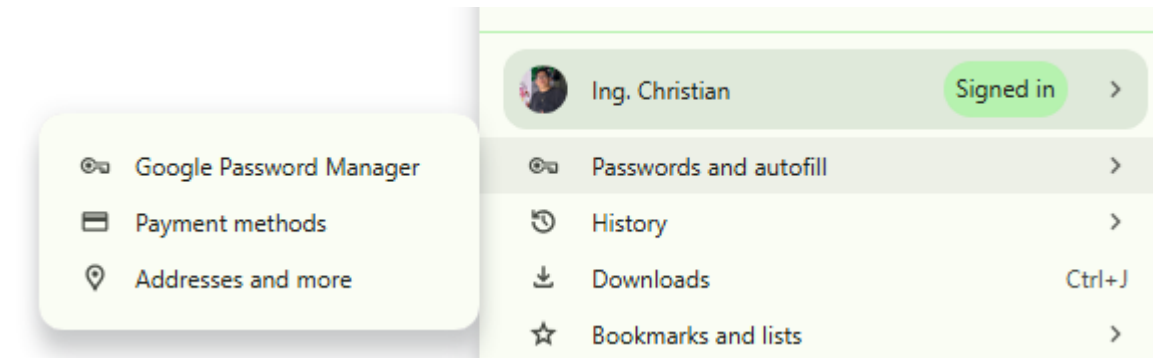 Ing. Christian
Signed in
Passwords and autofill
History
Downloads
Ctrl+J
Bookmarks and lists
Google Password Manager
Payment methods
Addresses and more